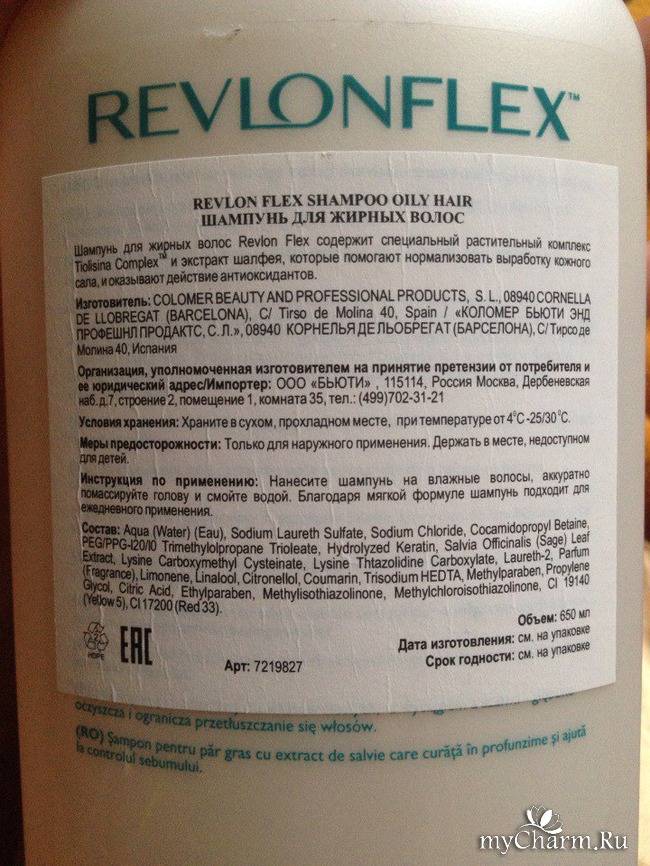 REVLONFLEX™
REVLON FLEX SHAMPOO OILY HAIR
ШАМПУНЬ ДЛЯ ЖИРНЫХ ВОЛОС
Шампунь для жирных волос Revlon Flex содержит специальный растительный комплекс
Tiolisina Complex™ и экстракт шалфея, которые помогают нормализовать выработку кожного
сала, и оказывают действие антиоксидантов.
Изготовитель: COLOMER BEAUTY AND PROFESSIONAL PRODUCTS, S. L., 08940 CORNELLA
DE LLOBREGAT (BARCELONA), C/ Tirso de Molina 40, Spain / «КОЛОМЕР БЬЮТИ ЭНД
ПРОФЕШНЛ ПРОДАКТС, С. Л.», 08940 КОРНЕЛЬЯ ДЕ ЛЬОБРЕГАТ (БАРСЕЛОНА), С/ Тирсо де
Молина 40, Испания
Организация, уполномоченная изготовителем на принятие претензии от потребителя и
ее юридический адрес/Импортер: ООО «БЬЮТИ» , 115114, Россия Москва, Дербеневская
наб. д.7, строение 2, помещение 1, комната 35, тел.: (499)702-31-21
Условия хранения: Храните в сухом, прохладном месте, при температуре от 4°С -25/30 °С.
Меры предосторожности: Только для наружного применения. Держать в месте, недоступном
для детей.
Инструкция по применению: Нанесите шампунь на влажные волосы, аккуратно
помассируйте голову и смойте водой. Благодаря мягкой формуле шампунь подходит для
ежедневного применения.
Состав: Aqua (Water) (Eau), Sodium Laureth Sulfate, Sodium Chloride, Cocamidopropyl Betaine,
PEG/PPG-I20/I0 Trimethylolpropane Trioleate, Hydrolyzed Keratin, Salvia Officinalis (Sage) Leaf
Extract, Lysine Carboxymethyl Cysteinate, Lysine Thtazolidine Carboxylate, Laureth-2, Parfum
(Fragrance), Limonene, Linalool, Citronellol, Coumarin, Trisodium HEDTA, Methylparaben, Propylene
Glycol, Citric Acid, Ethylparaben, Methylisothiazolinone, Methylchloroisothiazolinone, CI 19140
(Yellow 5), CI 17200 (Red 33).
Объем: 650 мл
Дата изготовления: см. на упаковке
Срок годности: см. на упаковке
2
HDPE
EAC
Арт: 7219827
oczyszcza i ogranicza przetłuszczanie się włosów.
(RO) Şampon pentru păr gras cu extract de salvie care curăţă în profunzime şi ajută
la controlul sebumului.
myCharm.Ru